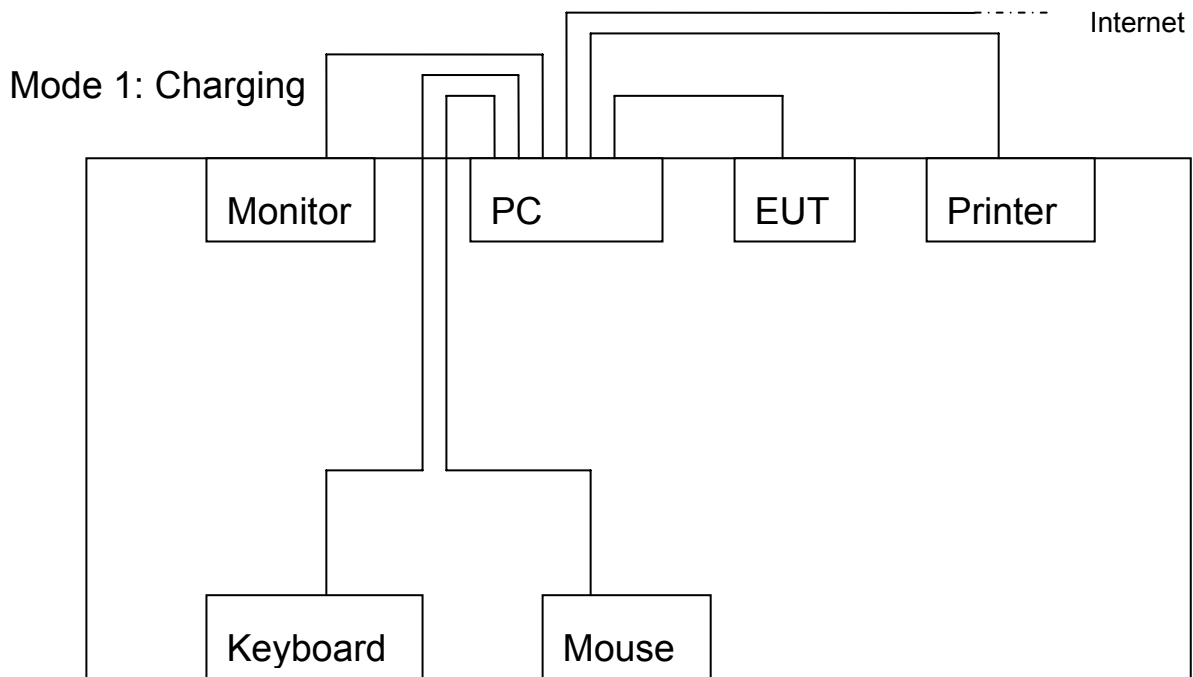 Internet
Mode 1: Charging
Monitor
PC
EUT
Printer
Keyboard
Mouse